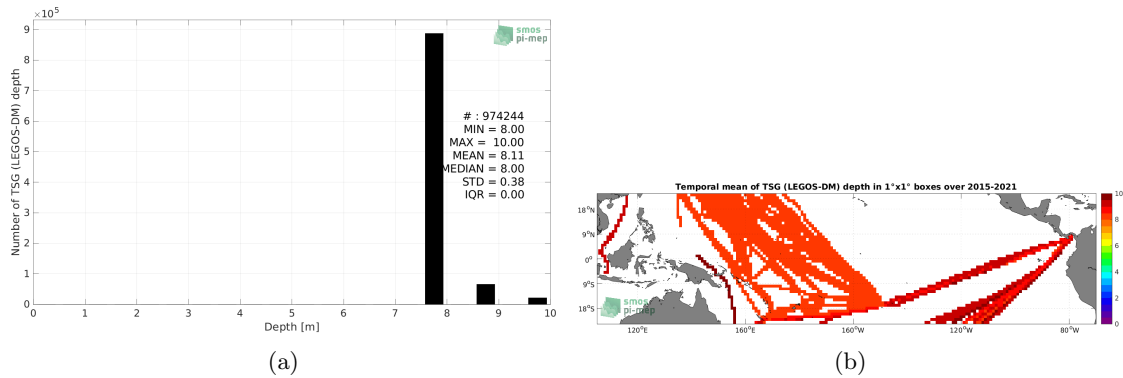 ×10⁵
9
8
7
6
5
4
3
2
1
0
Number of TSG (LEGOS-DM) depth
smos
pi-mep
# : 974244
MIN = 8.00
MAX = 10.00
MEAN = 8.11
MEDIAN = 8.00
STD = 0.38
IQR = 0.00
0 1 2 3 4 5 6 7 8 9 10
Depth [m]
(a)
Temporal mean of TSG (LEGOS-DM) depth in 1°x1° boxes over 2015-2021
18°N
9°N
0°
9°S
18°S
smos
pi-mep
120°E 160°E 160°W 120°W 80°W
10
8
6
4
2
0
(b)